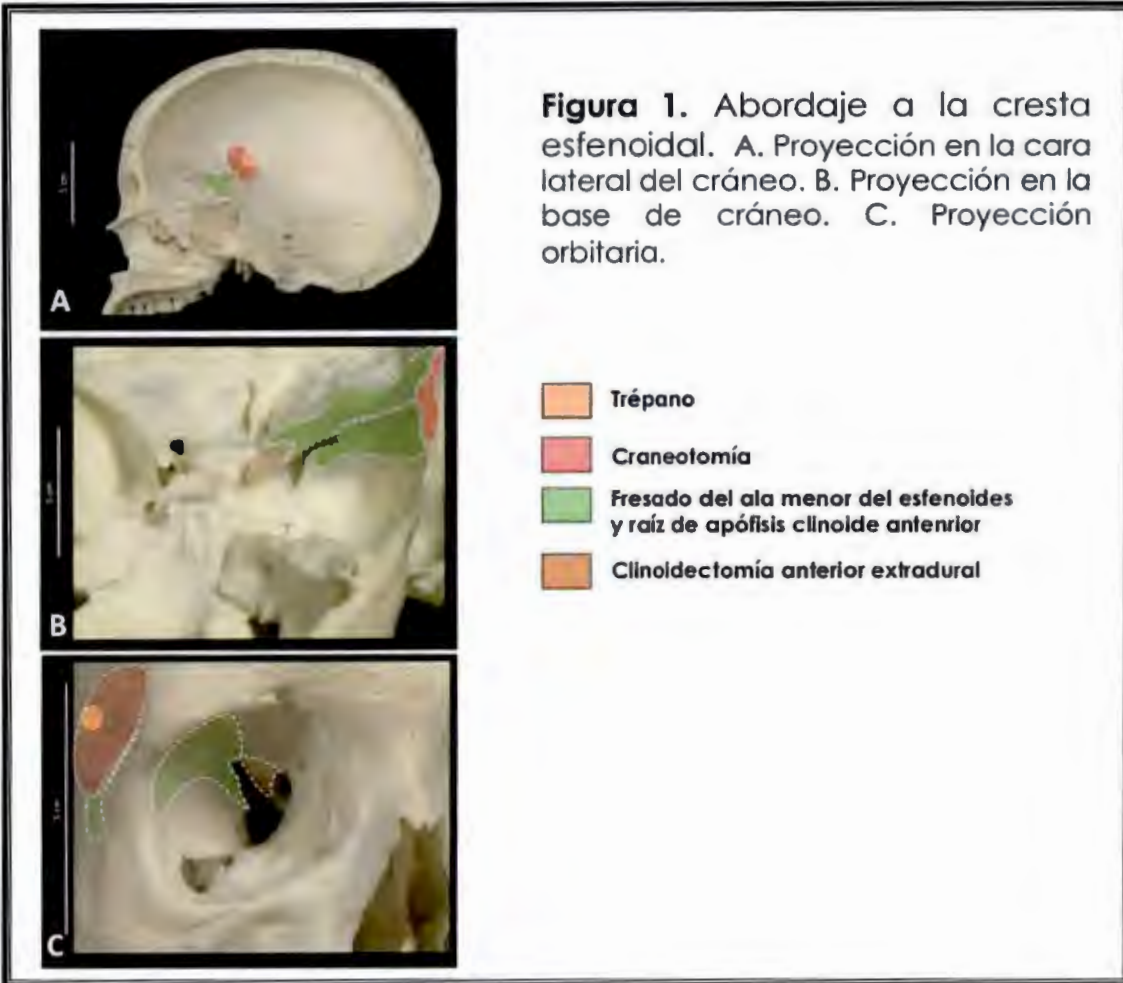 Figura 1. Abordaje a la cresta
esfenoidal. A. Proyección en la cara
lateral del cráneo. B. Proyección en la
base de cráneo. C. Proyección
orbitaria.
A
B
C
Trépano
Craneotomía
Fresado del ala menor del esfenoides
y raíz de apófisis clinoide antenrior
Clinoidectomía anterior extradural